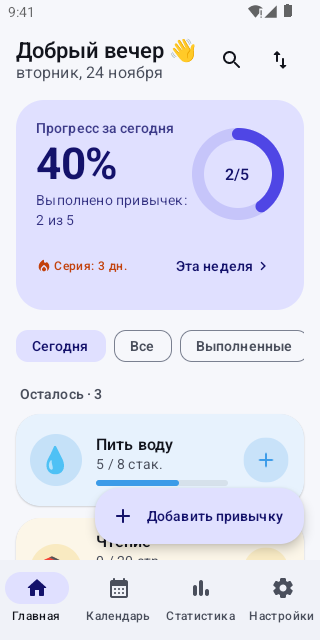 9:41
Добрый вечер 👋
вторник, 24 ноября
Прогресс за сегодня
40%
Выполнено привычек:
2 из 5
2/5
Серия: 3 дн.
Эта неделя
Сегодня
Все
Выполненные
Осталось · 3
Пить воду
5 / 8 стак.
Добавить привычку
Чтение
Главная
Календарь
Статистика
Настройки